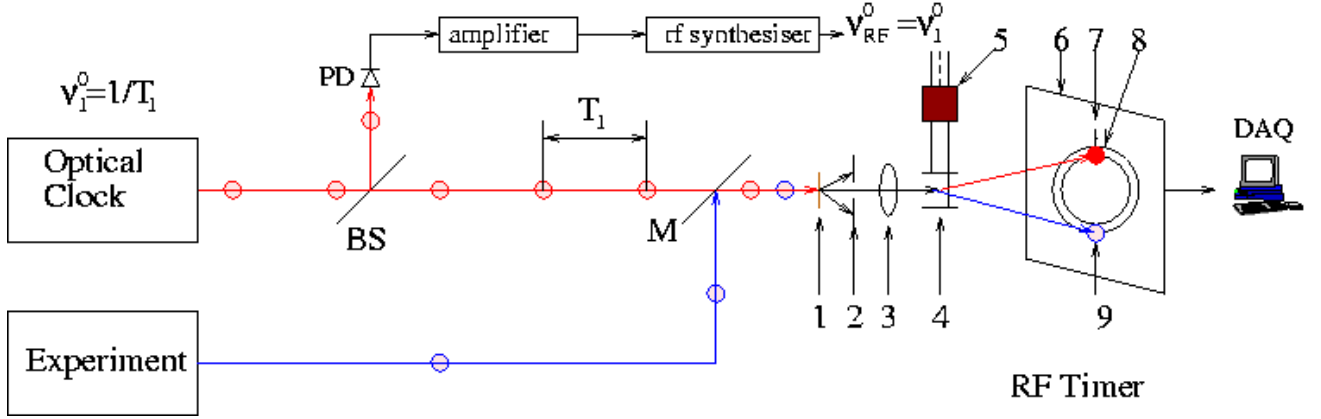 amplifier
rf synthesiser
ν⁰RF=ν⁰1
5
6
7
8
PD
ν⁰1=1/T1
T1
DAQ
Optical
Clock
BS
M
1
2
3
4
9
Experiment
RF Timer